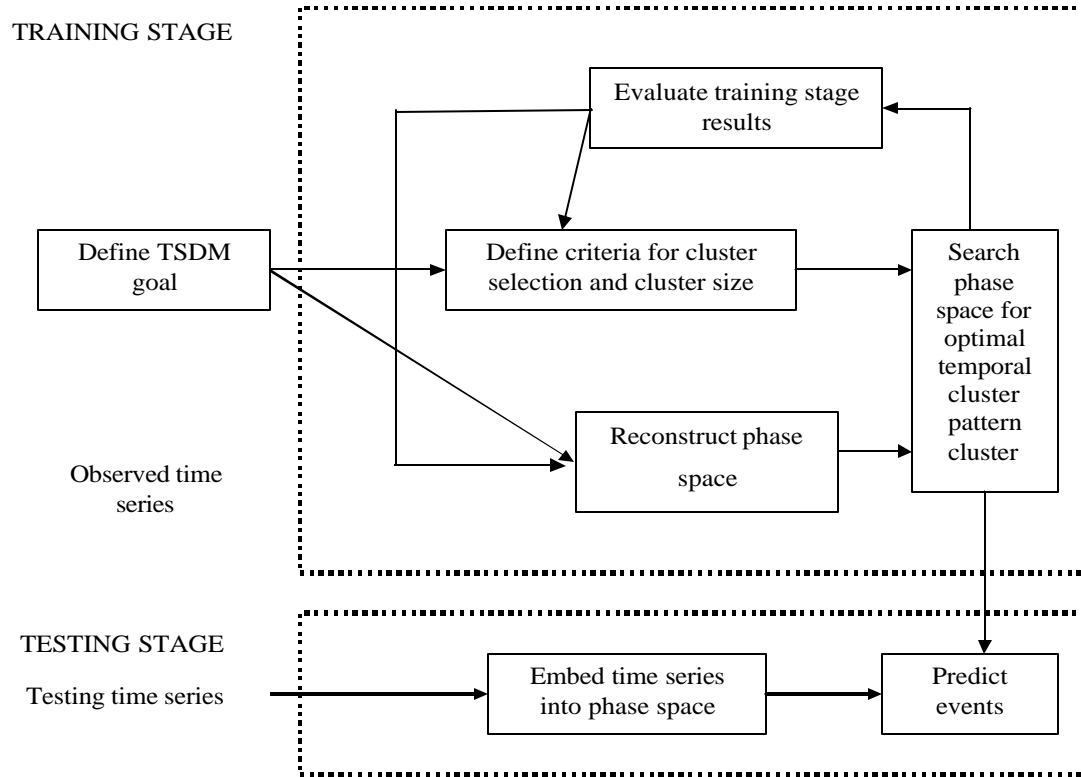 TRAINING STAGE
Evaluate training stage
results
Define TSDM
goal
Define criteria for cluster
selection and cluster size
Search
phase
space for
optimal
temporal
cluster
pattern
cluster
Reconstruct phase
space
Observed time
series
TESTING STAGE
Testing time series
Embed time series
into phase space
Predict
events